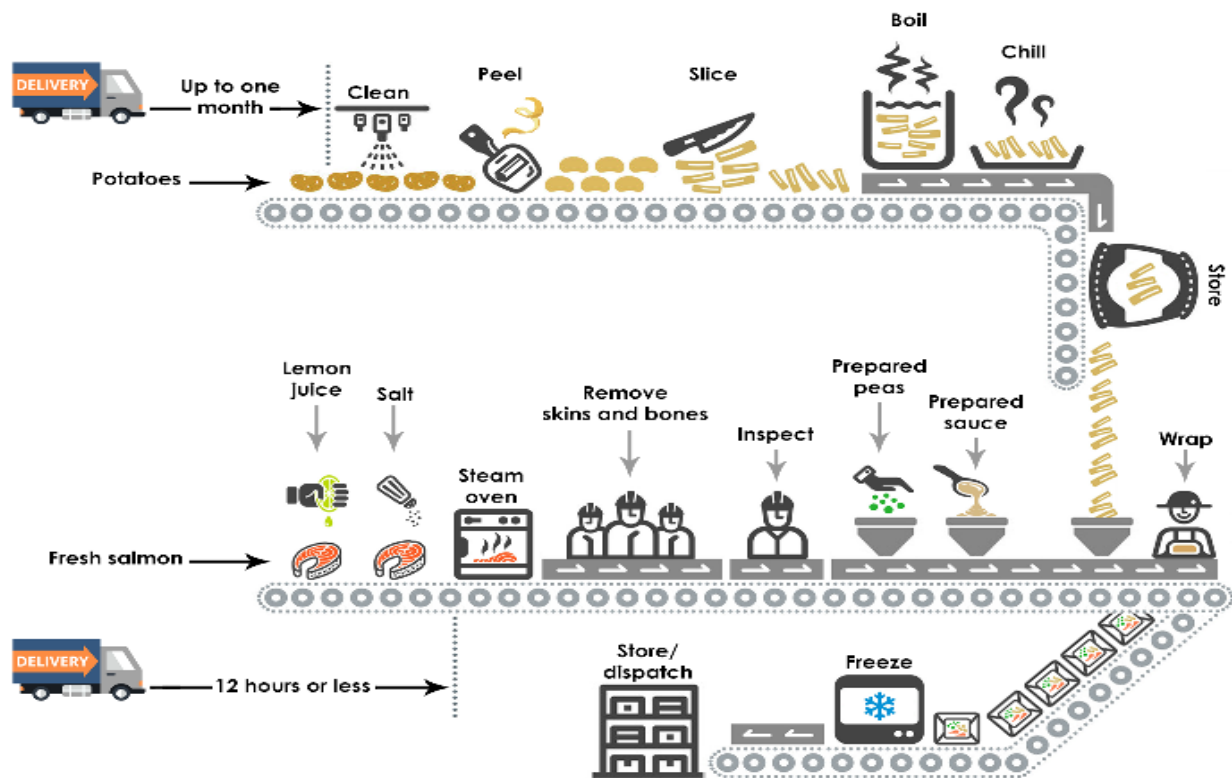 Boil
Chill
DELIVERY
Up to one
month
Clean
Peel
Slice
Potatoes
Store
Lemon
juice
Salt
Steam
oven
Remove
skins and bones
Inspect
Prepared
peas
Prepared
sauce
Wrap
Fresh salmon
DELIVERY
12 hours or less
Store/
dispatch
Freeze